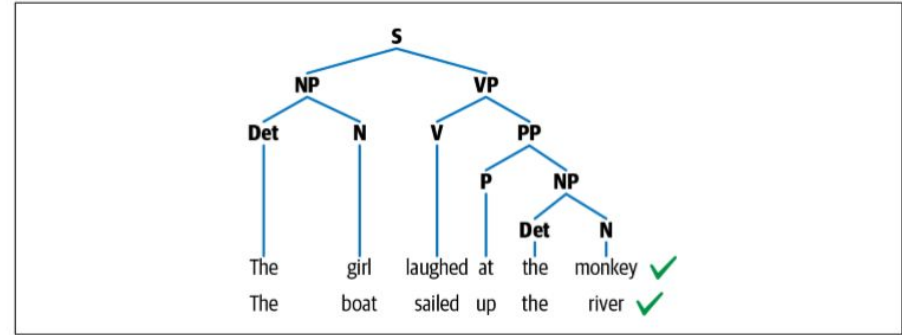 S
NP VP
Det N V PP
P NP
Det N
The girl laughed at the monkey
The boat sailed up the river